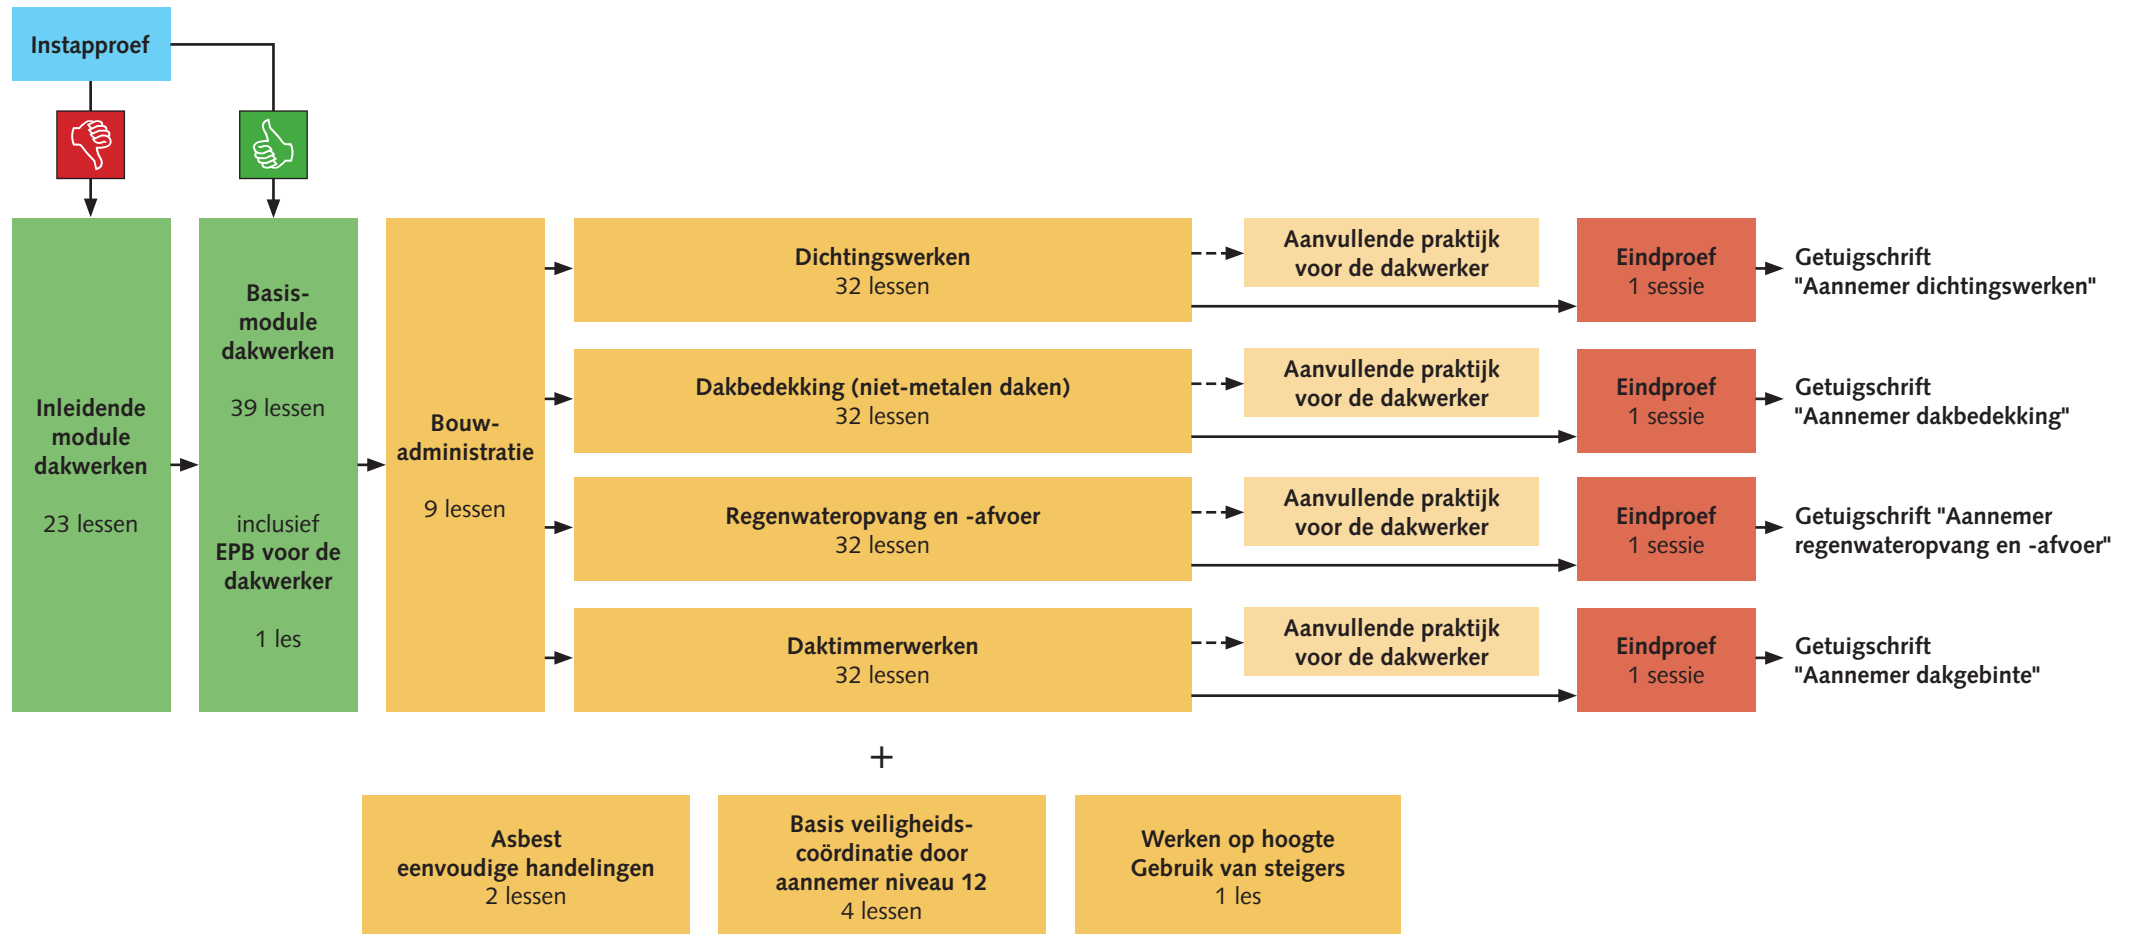 Instapproef
Inleidende
module
dakwerken
23 lessen
Basis-
module
dakwerken
39 lessen
inclusief
EPB voor de
dakwerker
1 les
Bouw-
administratie
9 lessen
Dichtingswerken
32 lessen
Aanvullende praktijk
voor de dakwerker
Eindproef
1 sessie
Getuigschrift
"Aannemer dichtingswerken"
Dakbedekking (niet-metalen daken)
32 lessen
Aanvullende praktijk
voor de dakwerker
Eindproef
1 sessie
Getuigschrift
"Aannemer dakbedekking"
Regenwateropvang en -afvoer
32 lessen
Aanvullende praktijk
voor de dakwerker
Eindproef
1 sessie
Getuigschrift "Aannemer
regenwateropvang en -afvoer"
Daktimmerwerken
32 lessen
Aanvullende praktijk
voor de dakwerker
Eindproef
1 sessie
Getuigschrift
"Aannemer dakgebinte"
+
Asbest
eenvoudige handelingen
2 lessen
Basis veiligheids-
coördinatie door
aannemer niveau 12
4 lessen
Werken op hoogte
Gebruik van steigers
1 les